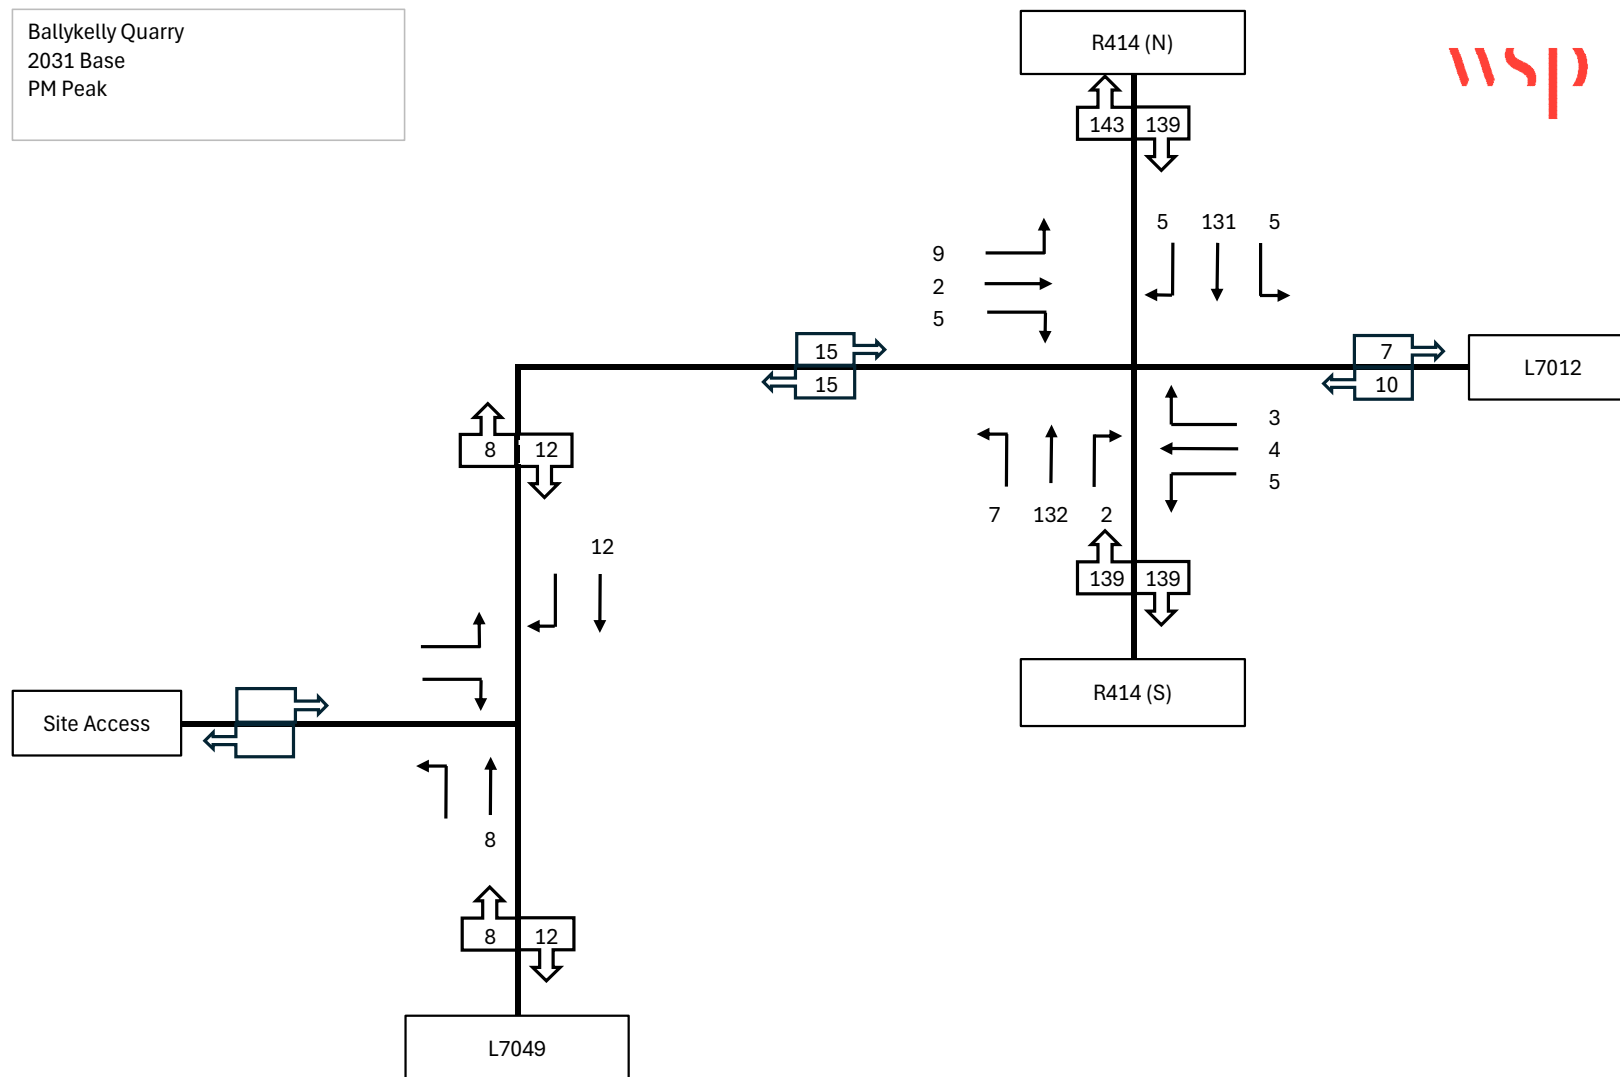 Ballykelly Quarry
2031 Base
PM Peak
R414 (N)
wsp
143 139
5 131 5
9
2
5
15
15
7
10
L7012
8 12
3
4
5
7 132 2
12
139 139
Site Access
R414 (S)
8
8 12
L7049